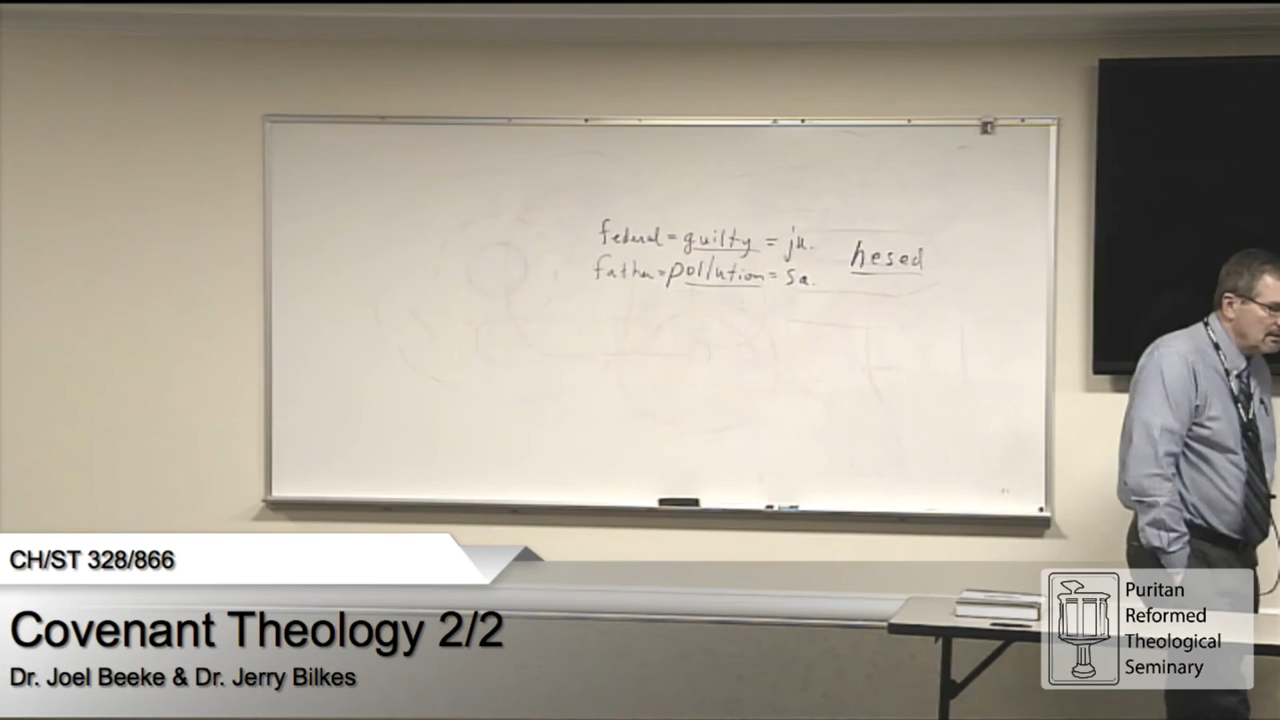 federal = guilty = ju.
father = pollution = sa.
hesed
CH/ST 328/866
Covenant Theology 2/2
Dr. Joel Beeke & Dr. Jerry Bilkes
Puritan
Reformed
Theological
Seminary